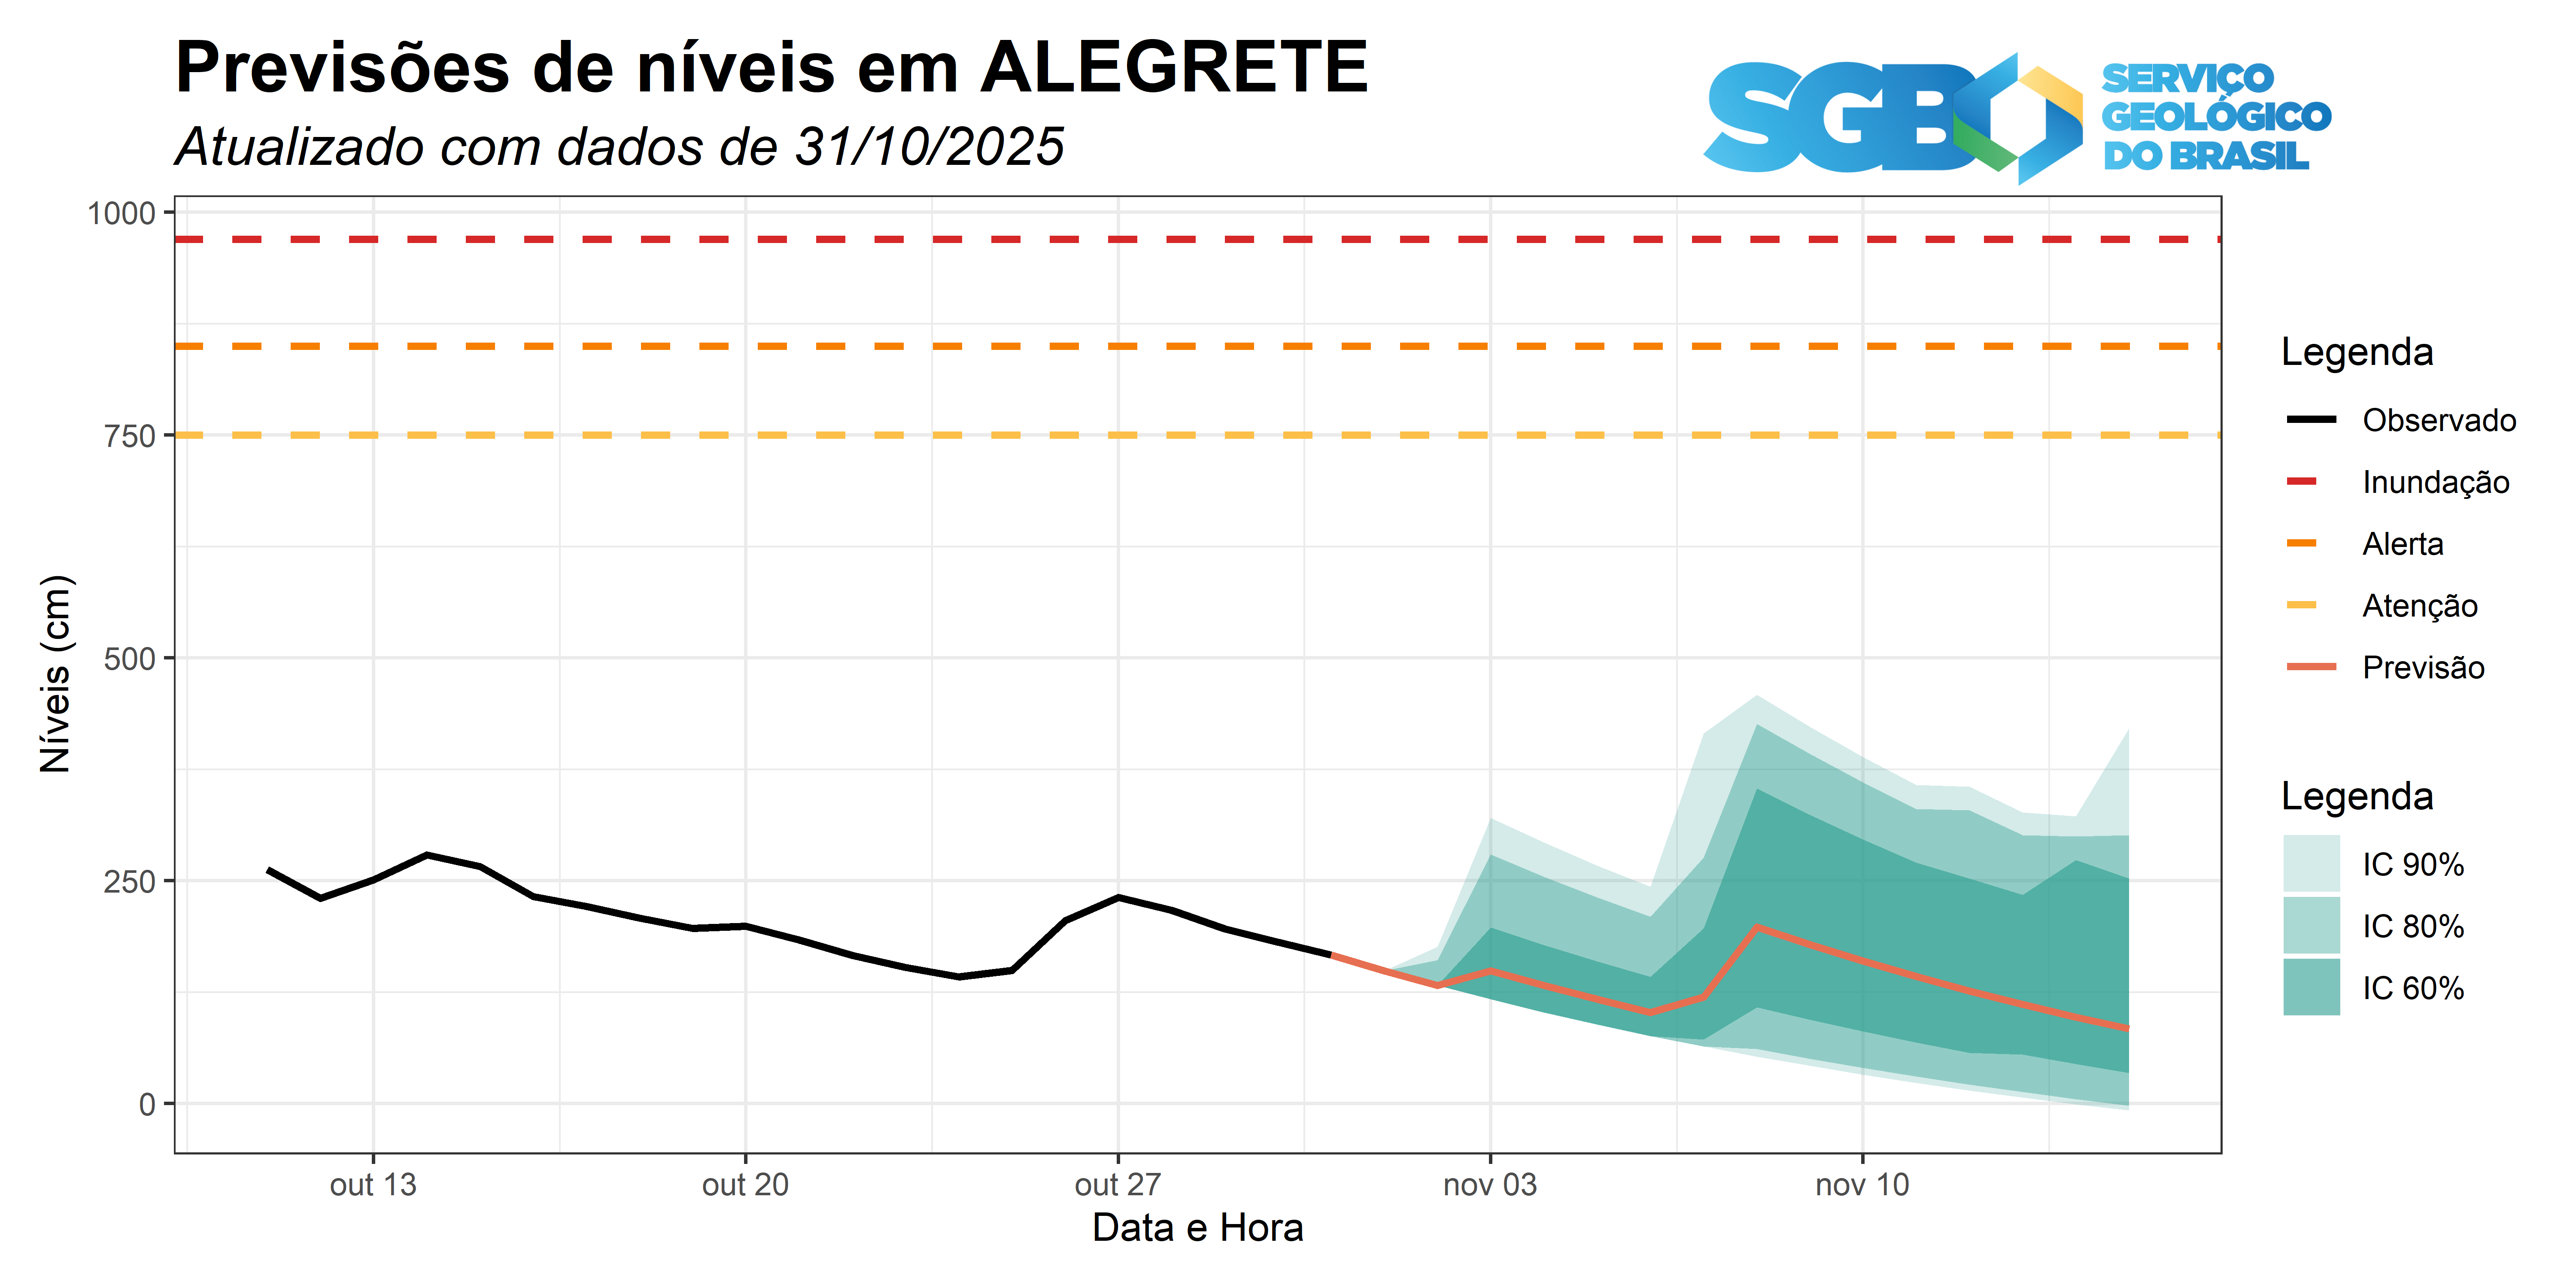 Previsões de níveis em ALEGRETE
Atualizado com dados de 31/10/2025
SGB
SERVIÇO
GEOLÓGICO
DO BRASIL
1000
750
500
250
0
Níveis (cm)
out 13
out 20
out 27
nov 03
nov 10
Data e Hora
Legenda
Observado
Inundação
Alerta
Atenção
Previsão
Legenda
IC 90%
IC 80%
IC 60%